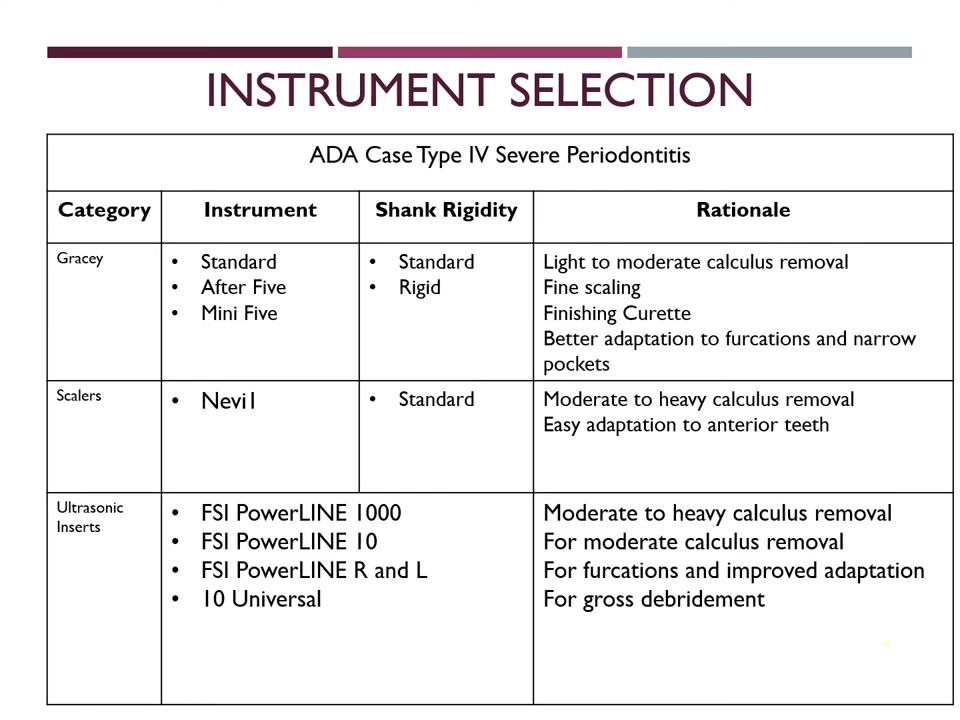 INSTRUMENT SELECTION
ADA Case Type IV Severe Periodontitis
Category Instrument Shank Rigidity Rationale
Gracey
• Standard
• After Five
• Mini Five
• Standard
• Rigid
Light to moderate calculus removal
Fine scaling
Finishing Curette
Better adaptation to furcations and narrow
pockets
Scalers
• Nevi1
• Standard
Moderate to heavy calculus removal
Easy adaptation to anterior teeth
Ultrasonic
Inserts
• FSI PowerLINE 1000
• FSI PowerLINE 10
• FSI PowerLINE R and L
• 10 Universal
Moderate to heavy calculus removal
For moderate calculus removal
For furcations and improved adaptation
For gross debridement